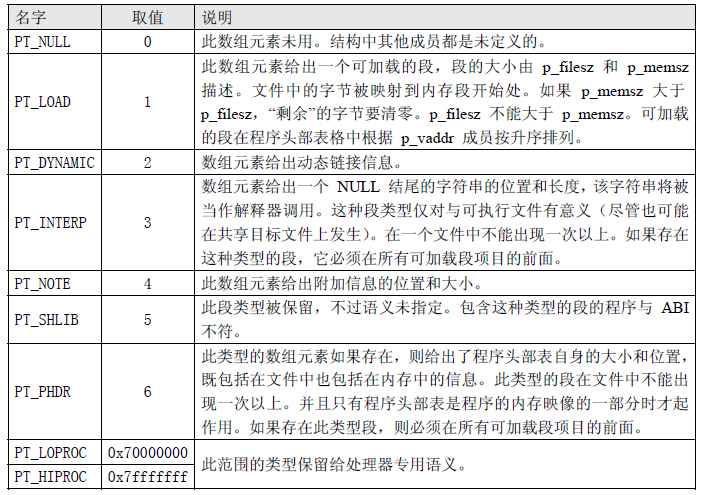 名字 取值 说明
PT_NULL 0 此数组元素未用。结构中其他成员都是未定义的。
此数组元素给出一个可加载的段，段的大小由 p_filesz 和 p_memsz
描述。文件中的字节被映射到内存段开始处。如果 p_memsz 大于
PT_LOAD 1 p_filesz，“剩余”的字节要清零。p_filesz 不能大于 p_memsz。可加载
的段在程序头部表格中根据 p_vaddr 成员按升序排列。
PT_DYNAMIC 2 数组元素给出动态链接信息。
数组元素给出一个 NULL 结尾的字符串的位置和长度，该字符串将被
当作解释器调用。这种段类型仅对与可执行文件有意义（尽管也可能
PT_INTERP 3 在共享目标文件上发生）。在一个文件中不能出现一次以上。如果存在
这种类型的段，它必须在所有可加载段项目的前面。
PT_NOTE 4 此数组元素给出附加信息的位置和大小。
PT_SHLIB 5 此段类型被保留，不过语义未指定。包含这种类型的段的程序与 ABI
不符。
此类型的数组元素如果存在，则给出了程序头部表自身的大小和位置，
既包括在文件中也包括在内存中的信息。此类型的段在文件中不能出
PT_PHDR 6 现一次以上。并且只有程序头部表是程序的内存映像的一部分时才起
作用。如果存在此类型段，则必须在所有可加载段项目的前面。
PT_LOPROC 0x70000000 此范围的类型保留给处理器专用语义。
PT_HIPROC 0x7fffffff